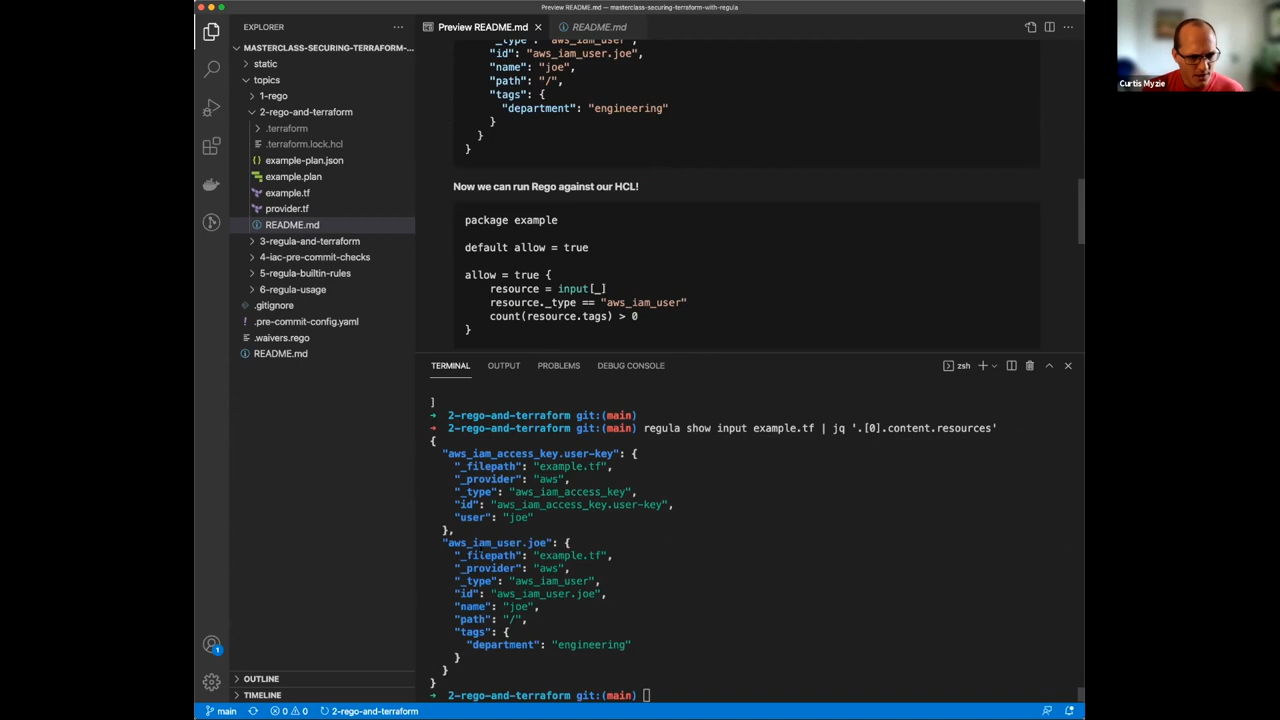 Preview README.md — masterclass-securing-terraform-with-regula
EXPLORER
MASTERCLASS-SECURING-TERRAFORM-...
static
topics
1-rego
2-rego-and-terraform
.terraform
.terraform.lock.hcl
example-plan.json
example.plan
example.tf
provider.tf
README.md
3-regula-and-terraform
4-iac-pre-commit-checks
5-regula-builtin-rules
6-regula-usage
.gitignore
.pre-commit-config.yaml
.waivers.rego
README.md
OUTLINE
TIMELINE
Preview README.md
README.md
"_type": "aws_iam_user",
"id": "aws_iam_user.joe",
"name": "joe",
"path": "/",
"tags": {
"department": "engineering"
}
}
}
Now we can run Rego against our HCL!
package example
default allow = true
allow = true {
resource = input[_]
resource._type == "aws_iam_user"
count(resource.tags) > 0
}
TERMINAL
OUTPUT
PROBLEMS
DEBUG CONSOLE
zsh
]
2-rego-and-terraform git:(main)
2-rego-and-terraform git:(main) regula show input example.tf | jq '.[0].content.resources'
{
"aws_iam_access_key.user-key": {
"_filepath": "example.tf",
"_provider": "aws",
"_type": "aws_iam_access_key",
"id": "aws_iam_access_key.user-key",
"user": "joe"
},
"aws_iam_user.joe": {
"_filepath": "example.tf",
"_provider": "aws",
"_type": "aws_iam_user",
"id": "aws_iam_user.joe",
"name": "joe",
"path": "/",
"tags": {
"department": "engineering"
}
}
}
2-rego-and-terraform git:(main)
Curtis Myzie
1
main
0 0
2-rego-and-terraform